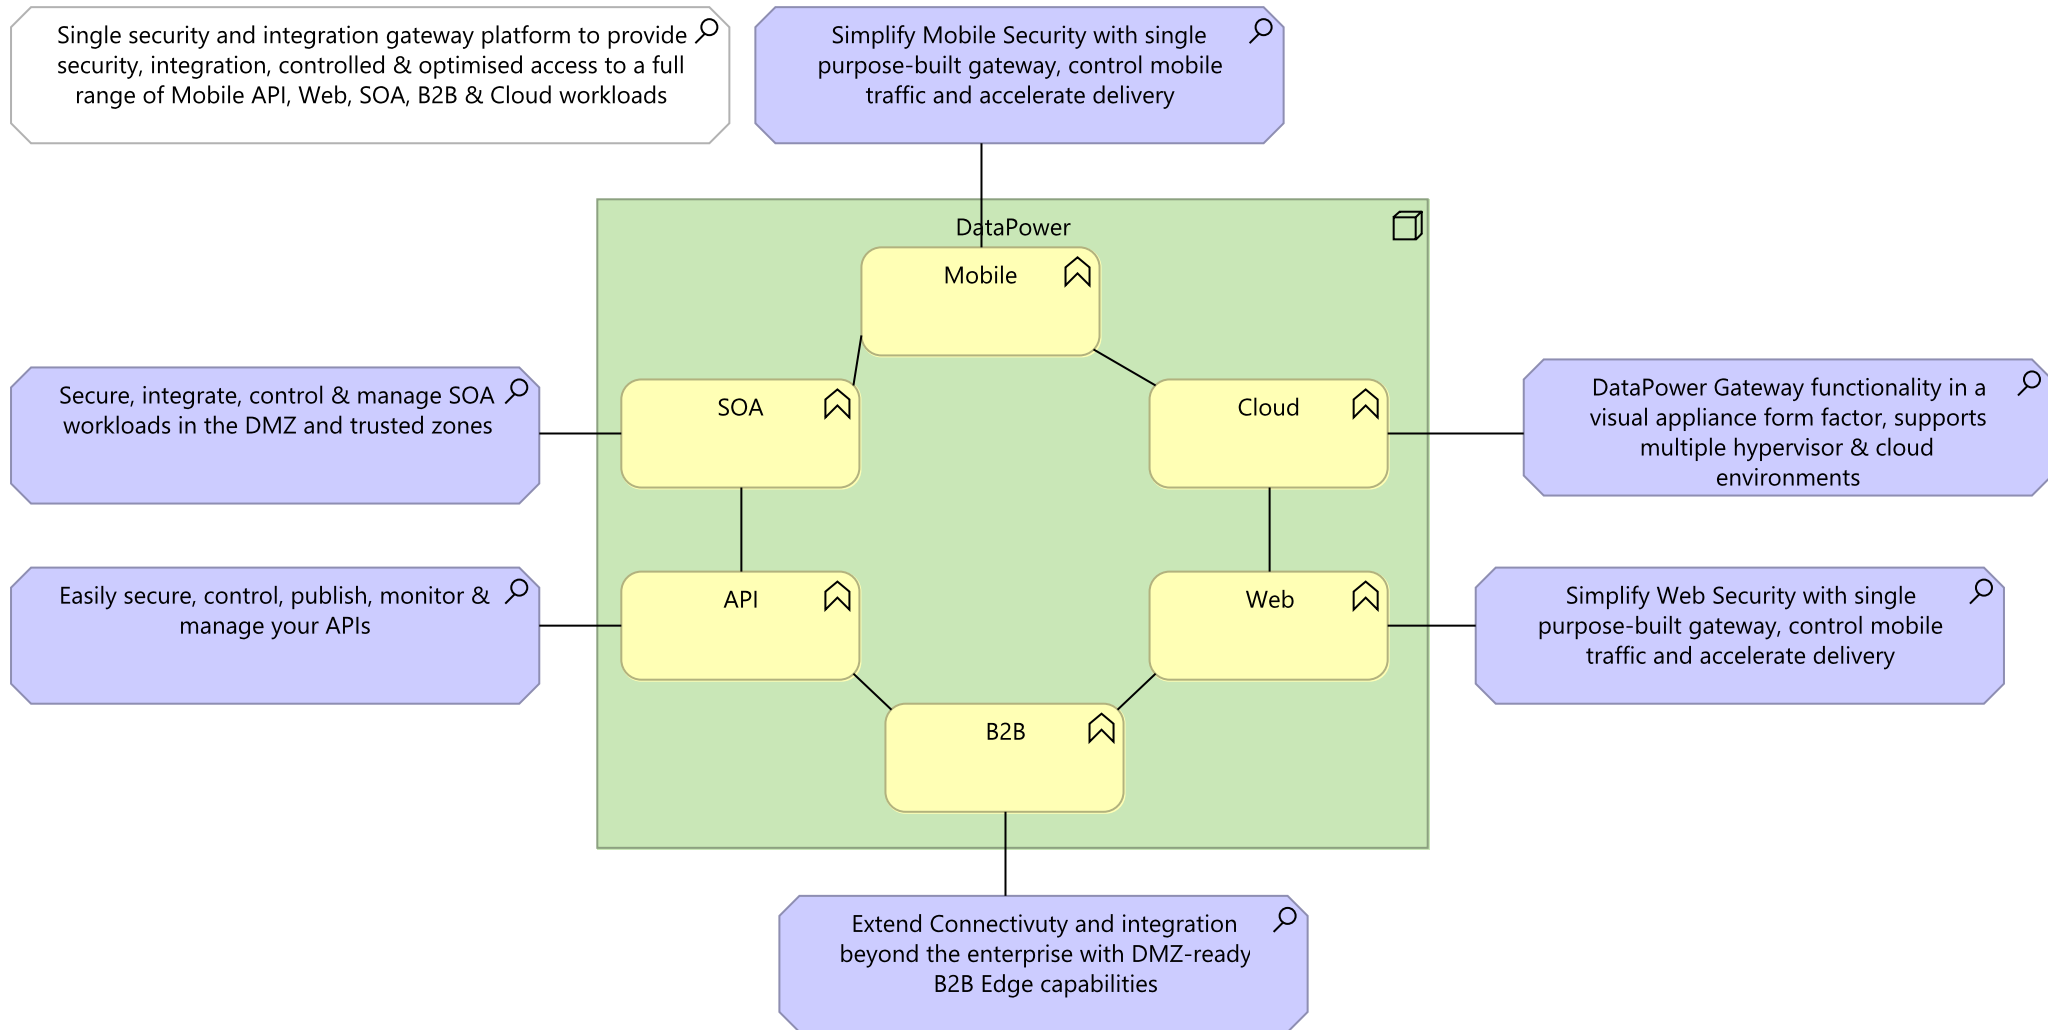 Single security and integration gateway platform to provide
security, integration, controlled & optimised access to a full
range of Mobile API, Web, SOA, B2B & Cloud workloads
Simplify Mobile Security with single
purpose-built gateway, control mobile
traffic and accelerate delivery
DataPower
Mobile
Secure, integrate, control & manage SOA
workloads in the DMZ and trusted zones
SOA
Cloud
DataPower Gateway functionality in a
visual appliance form factor, supports
multiple hypervisor & cloud
environments
Easily secure, control, publish, monitor &
manage your APIs
API
Web
Simplify Web Security with single
purpose-built gateway, control mobile
traffic and accelerate delivery
B2B
Extend Connectivuty and integration
beyond the enterprise with DMZ-ready
B2B Edge capabilities